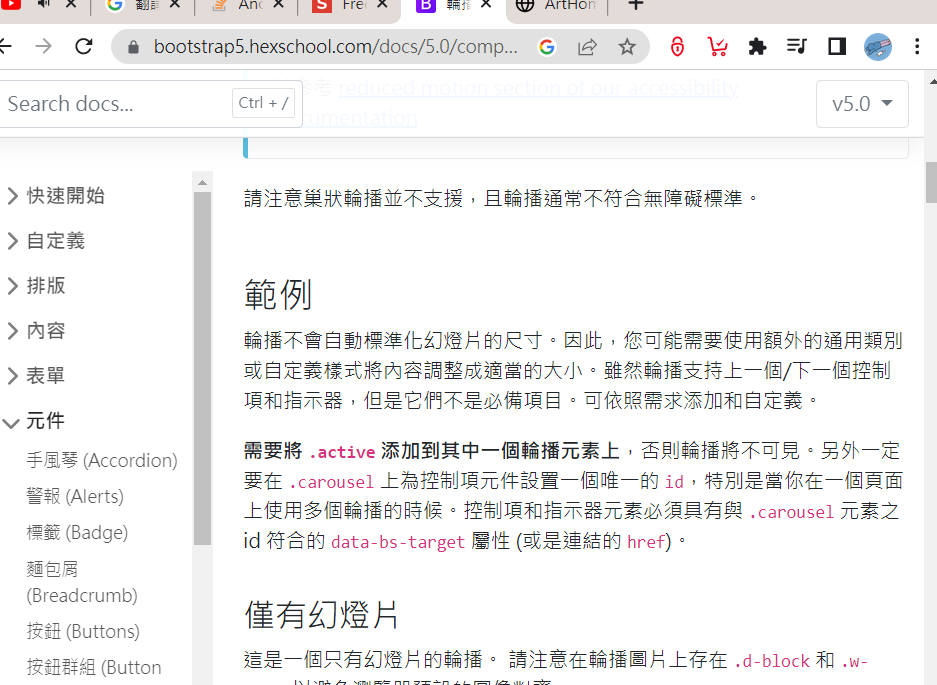 翻譯
And
Fre
輪播
ArtHom
bootstrap5.hexschool.com/docs/5.0/comp...
Search docs...
Ctrl + /
v5.0
參考 reduced motion section of our accessibility
documentation
快速開始
自定義
排版
內容
表單
元件
手風琴 (Accordion)
警報 (Alerts)
標籤 (Badge)
麵包屑
(Breadcrumb)
按鈕 (Buttons)
按鈕群組 (Button
請注意巢狀輪播並不支援，且輪播通常不符合無障礙標準。
範例
輪播不會自動標準化幻燈片的尺寸。因此，您可能需要使用額外的通用類別
或自定義樣式將內容調整成適當的大小。雖然輪播支持上一個/下一個控制
項和指示器，但是它們不是必備項目。可依照需求添加和自定義。
需要將 .active 添加到其中一個輪播元素上，否則輪播將不可見。另外一定
要在 .carousel 上為控制項元件設置一個唯一的 id，特別是當你在一個頁面
上使用多個輪播的時候。控制項和指示器元素必須具有與 .carousel 元素之
id 符合的 data-bs-target 屬性 (或是連結的 href)。
僅有幻燈片
這是一個只有幻燈片的輪播。 請注意在輪播圖片上存在 .d-block 和 .w-